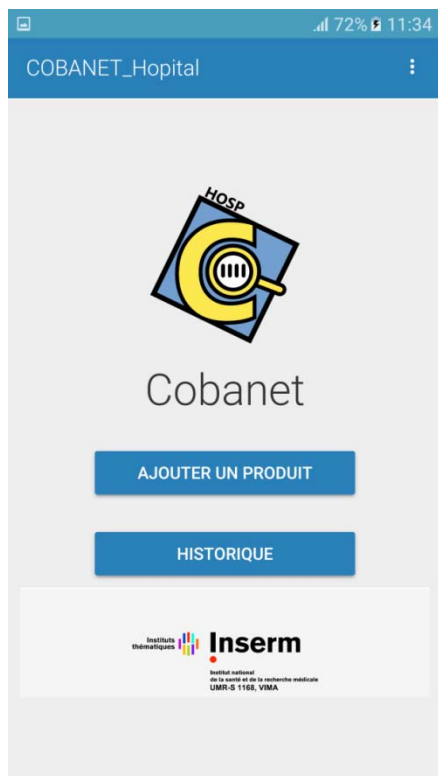 72% 11:34
COBANET_Hopital
HOSP
Cobanet
AJOUTER UN PRODUIT
HISTORIQUE
Instituts
thématiques
Inserm
Institut national
de la santé et de la recherche médicale
UMR-S 1168, VIMA